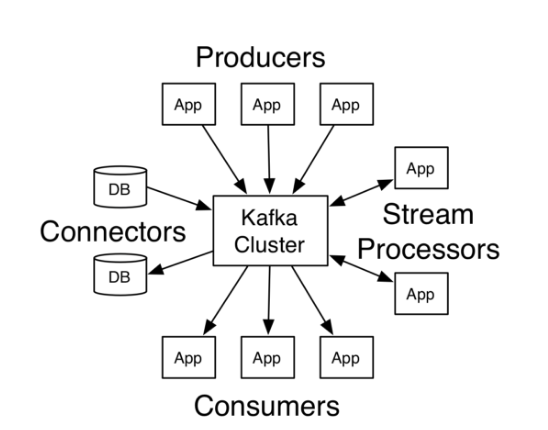 Producers
App
App
App
DB
App
Connectors
Kafka
Cluster
Stream
Processors
DB
App
App
App
App
Consumers